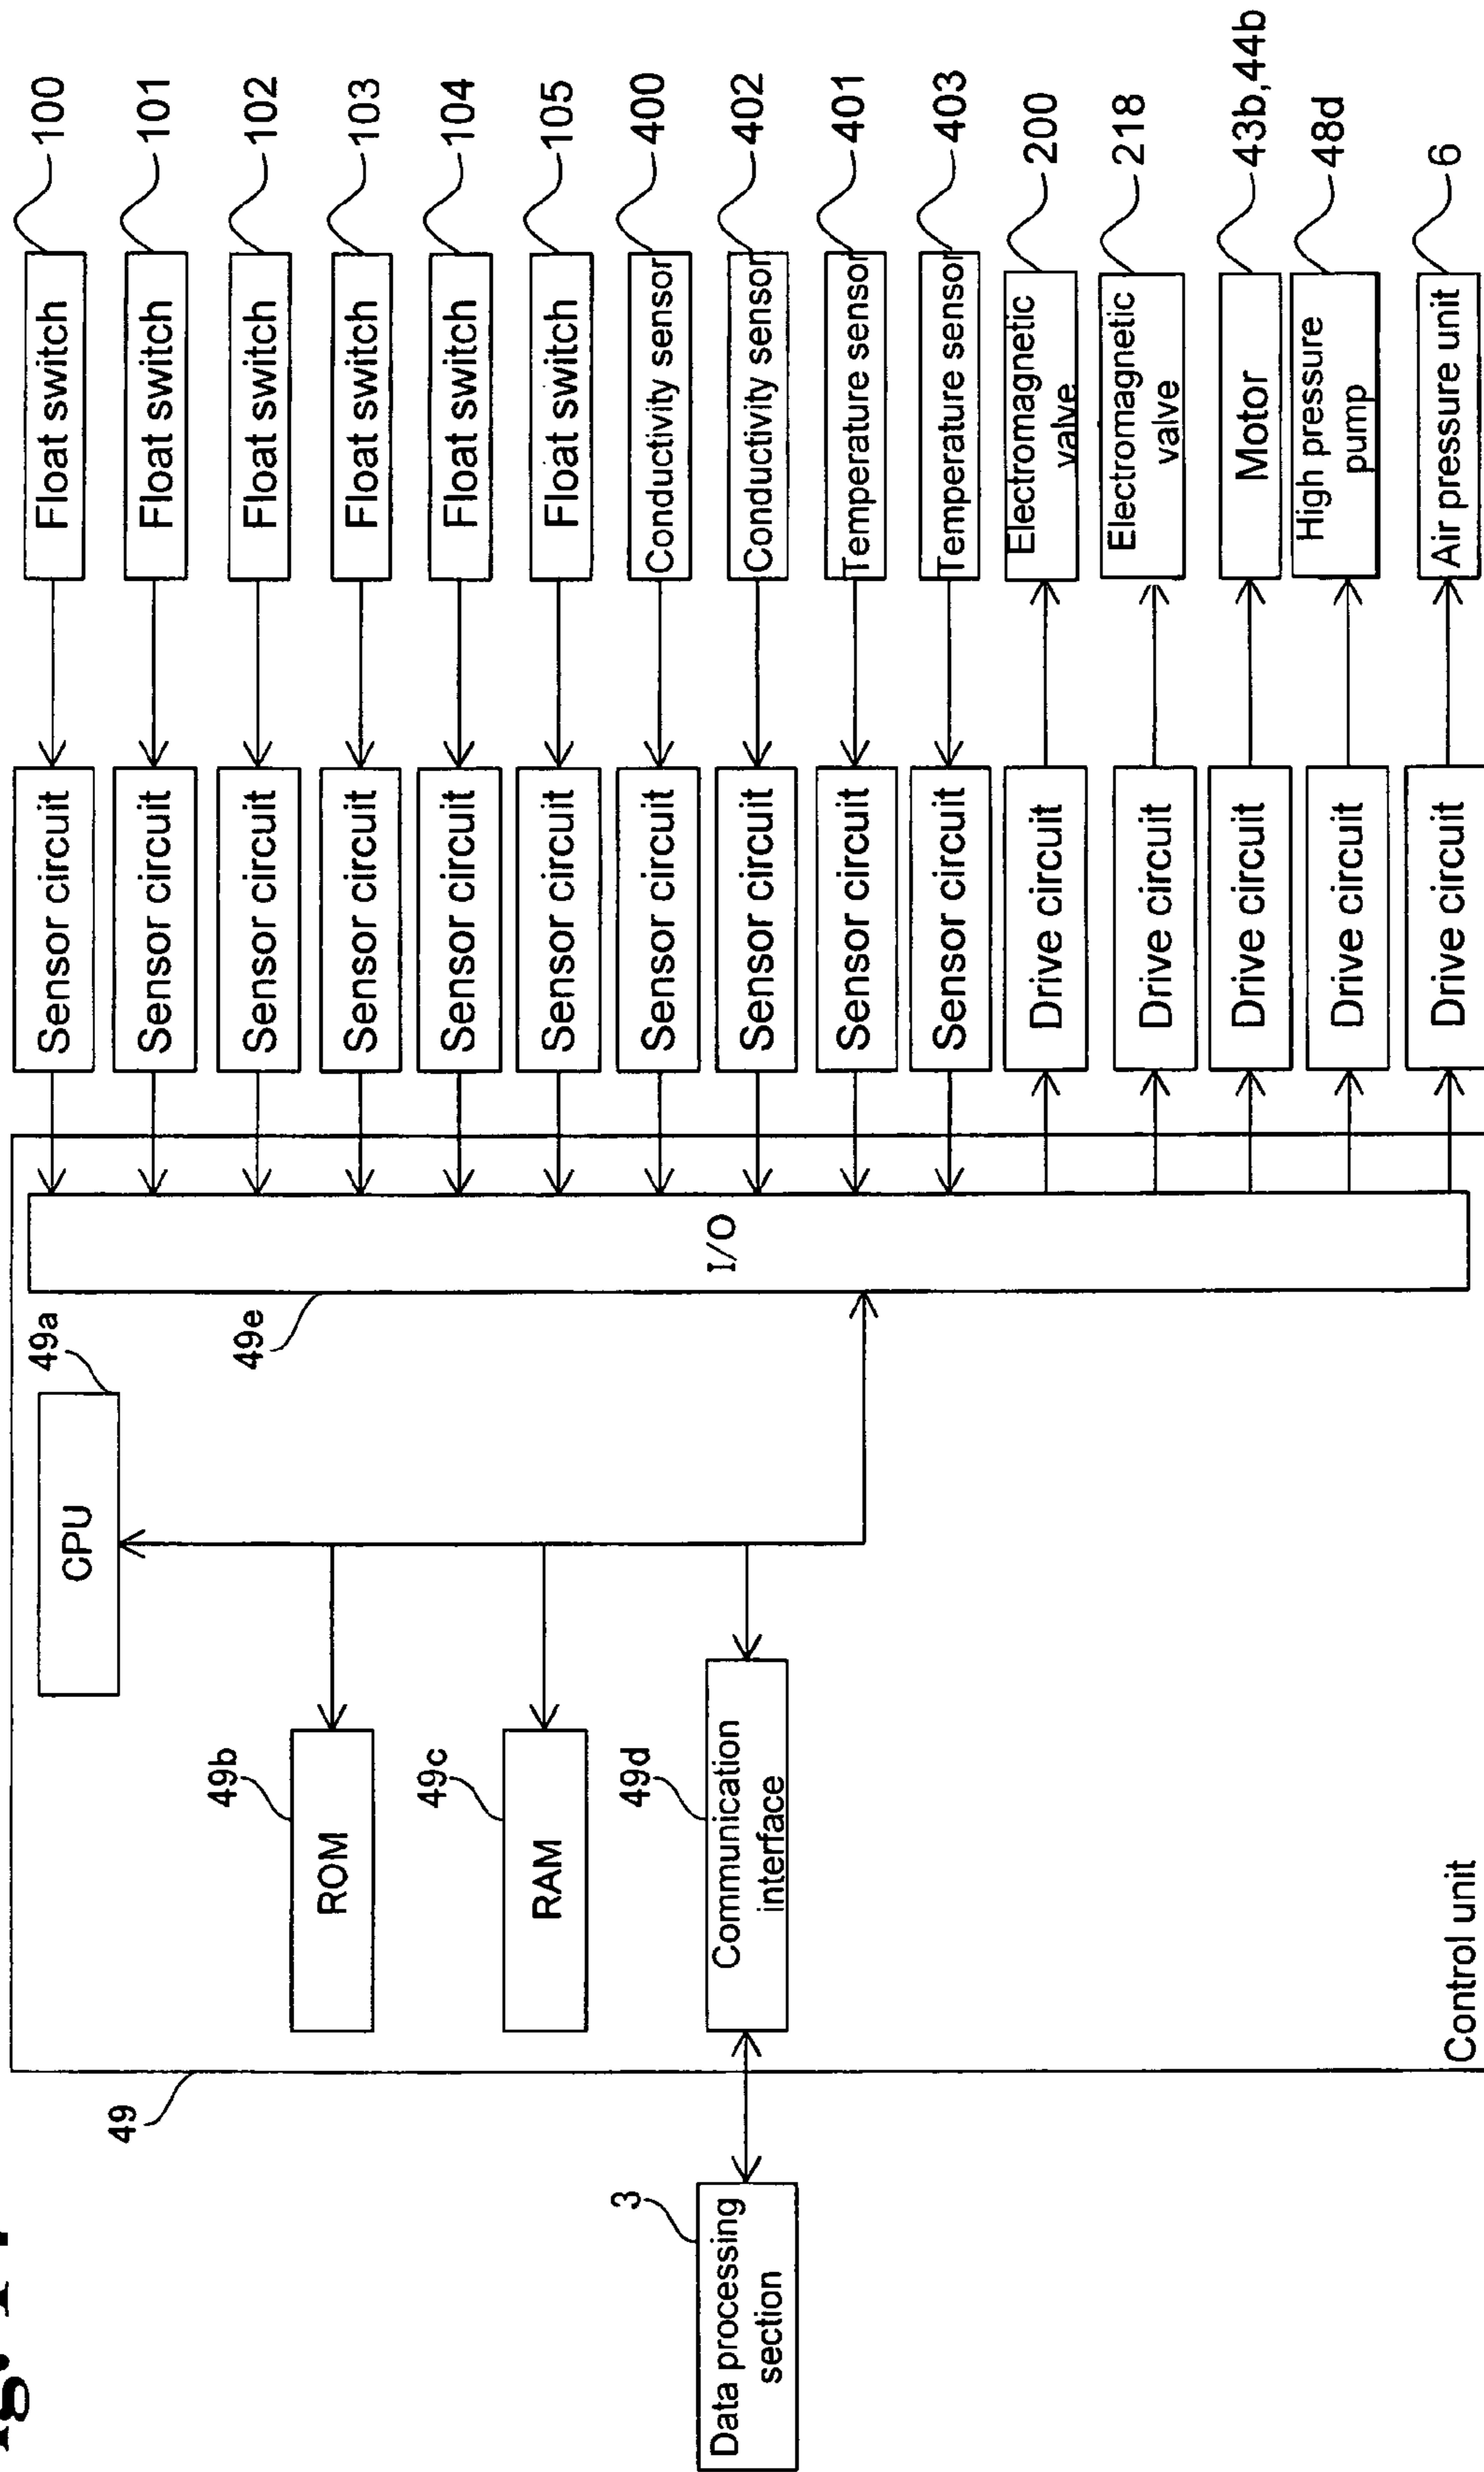 3
Data processing
section
49
49a
CPU
49b
ROM
49c
RAM
49d
Communication
interface
49e
I/O
Control unit
Sensor circuit
Float switch
100
Sensor circuit
Float switch
101
Sensor circuit
Float switch
102
Sensor circuit
Float switch
103
Sensor circuit
Float switch
104
Sensor circuit
Float switch
105
Sensor circuit
Conductivity sensor
400
Sensor circuit
Conductivity sensor
402
Sensor circuit
Temperature sensor
401
Sensor circuit
Temperature sensor
403
Drive circuit
Electromagnetic
valve
200
Drive circuit
Electromagnetic
valve
218
Drive circuit
Motor
43b,44b
Drive circuit
High pressure
pump
48d
Drive circuit
Air pressure unit
6